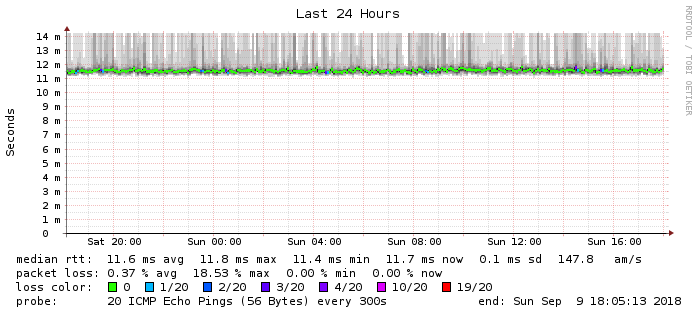 Last 24 Hours
RRDTOOL / TOBI OETIKER
Seconds
14 m
13 m
12 m
11 m
10 m
9 m
8 m
7 m
6 m
5 m
4 m
3 m
2 m
1 m
0
Sat 20:00 Sun 00:00 Sun 04:00 Sun 08:00 Sun 12:00 Sun 16:00
median rtt: 11.6 ms avg 11.8 ms max 11.4 ms min 11.7 ms now 0.1 ms sd 147.8 am/s
packet loss: 0.37 % avg 18.53 % max 0.00 % min 0.00 % now
loss color: 0 1/20 2/20 3/20 4/20 10/20 19/20
probe: 20 ICMP Echo Pings (56 Bytes) every 300s end: Sun Sep 9 18:05:13 2018